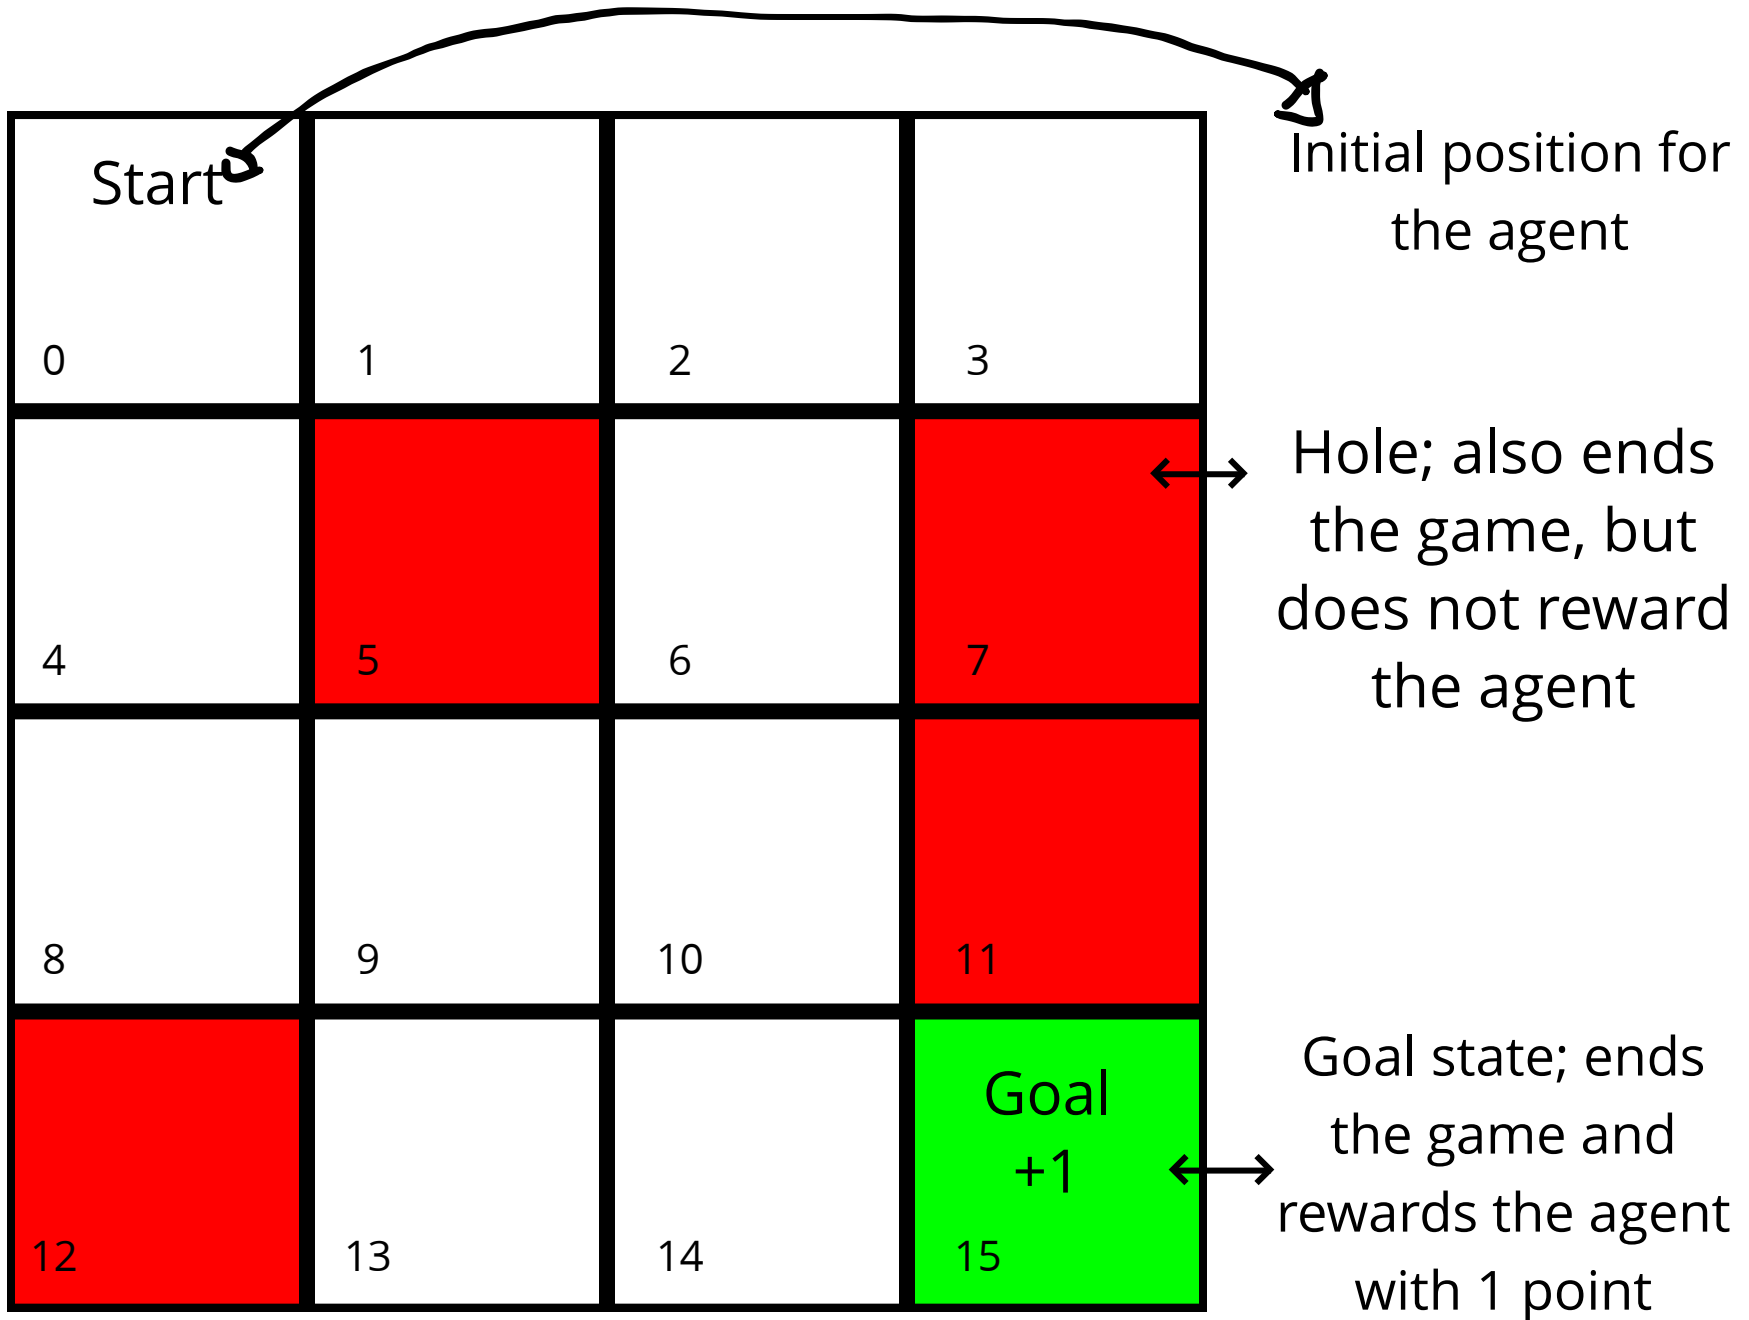 Start
Initial position for
the agent
0
1
2
3
Hole; also ends
the game, but
does not reward
the agent
4
5
6
7
8
9
10
11
Goal
+1
Goal state; ends
the game and
rewards the agent
with 1 point
12
13
14
15